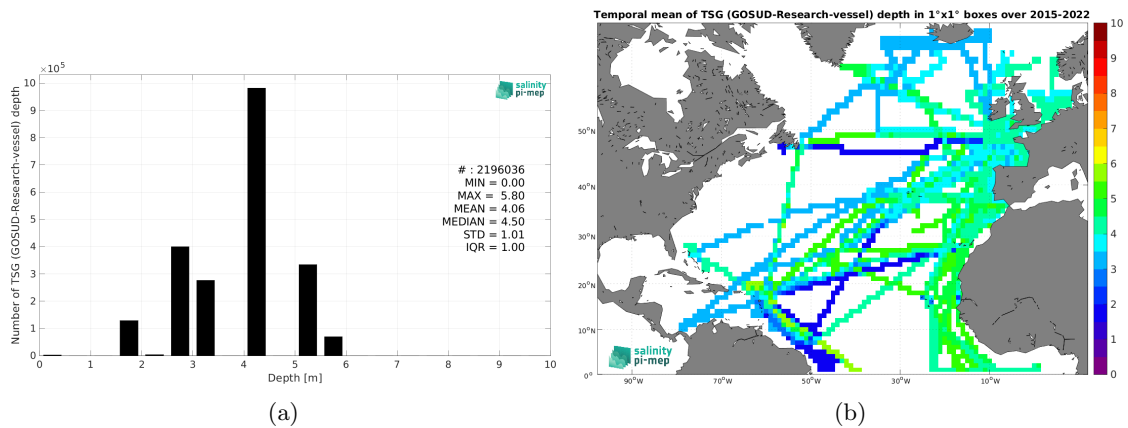 ×10⁵
10
9
8
7
6
5
4
3
2
1
0
Number of TSG (GOSUD-Research-vessel) depth
0 1 2 3 4 5 6 7 8 9 10
Depth [m]
salinity
pi-mep
# : 2196036
MIN = 0.00
MAX = 5.80
MEAN = 4.06
MEDIAN = 4.50
STD = 1.01
IQR = 1.00
(a)
Temporal mean of TSG (GOSUD-Research-vessel) depth in 1°x1° boxes over 2015-2022
50°N
40°N
30°N
20°N
10°N
0°
90°W 70°W 50°W 30°W 10°W
salinity
pi-mep
10
9
8
7
6
5
4
3
2
1
0
(b)